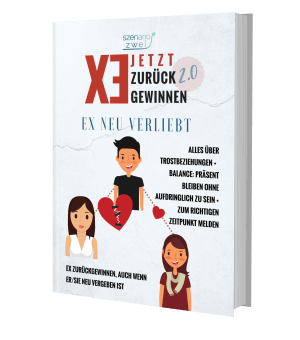 szenario
zwei
XE JETZT
ZURÜCK 2.0
GEWINNEN
EX NEU VERLIEBT
ALLES ÜBER
TROSTBEZIEHUNGEN •
BALANCE: PRÄSENT
BLEIBEN OHNE
AUFDRINGLICH ZU SEIN •
ZUM RICHTIGEN
ZEITPUNKT MELDEN
EX ZURÜCKGEWINNEN, AUCH WENN
ER/SIE NEU VERGEBEN IST